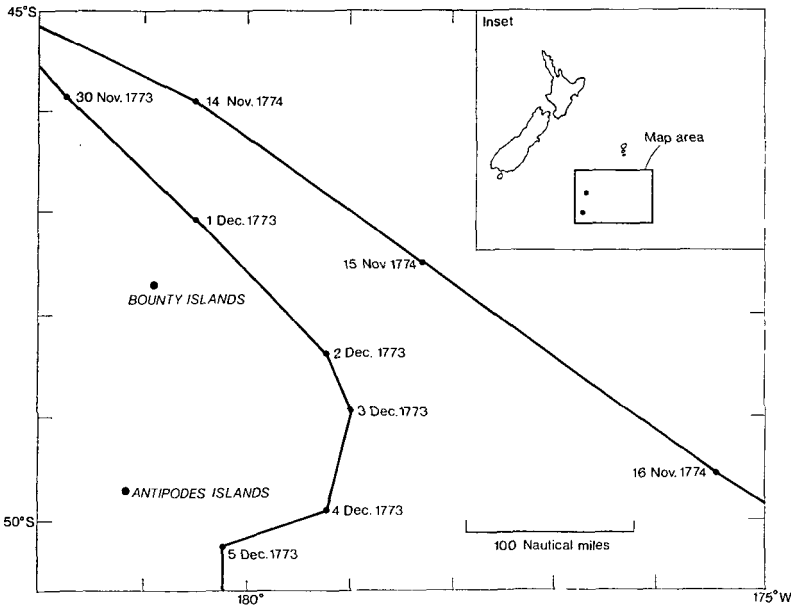 45°S
Inset
Map area
30 Nov. 1773
14 Nov. 1774
1 Dec. 1773
15 Nov 1774
BOUNTY ISLANDS
2 Dec. 1773
3 Dec. 1773
16 Nov. 1774
ANTIPODES ISLANDS
4 Dec. 1773
50°S
5 Dec. 1773
100 Nautical miles
180°
175°W